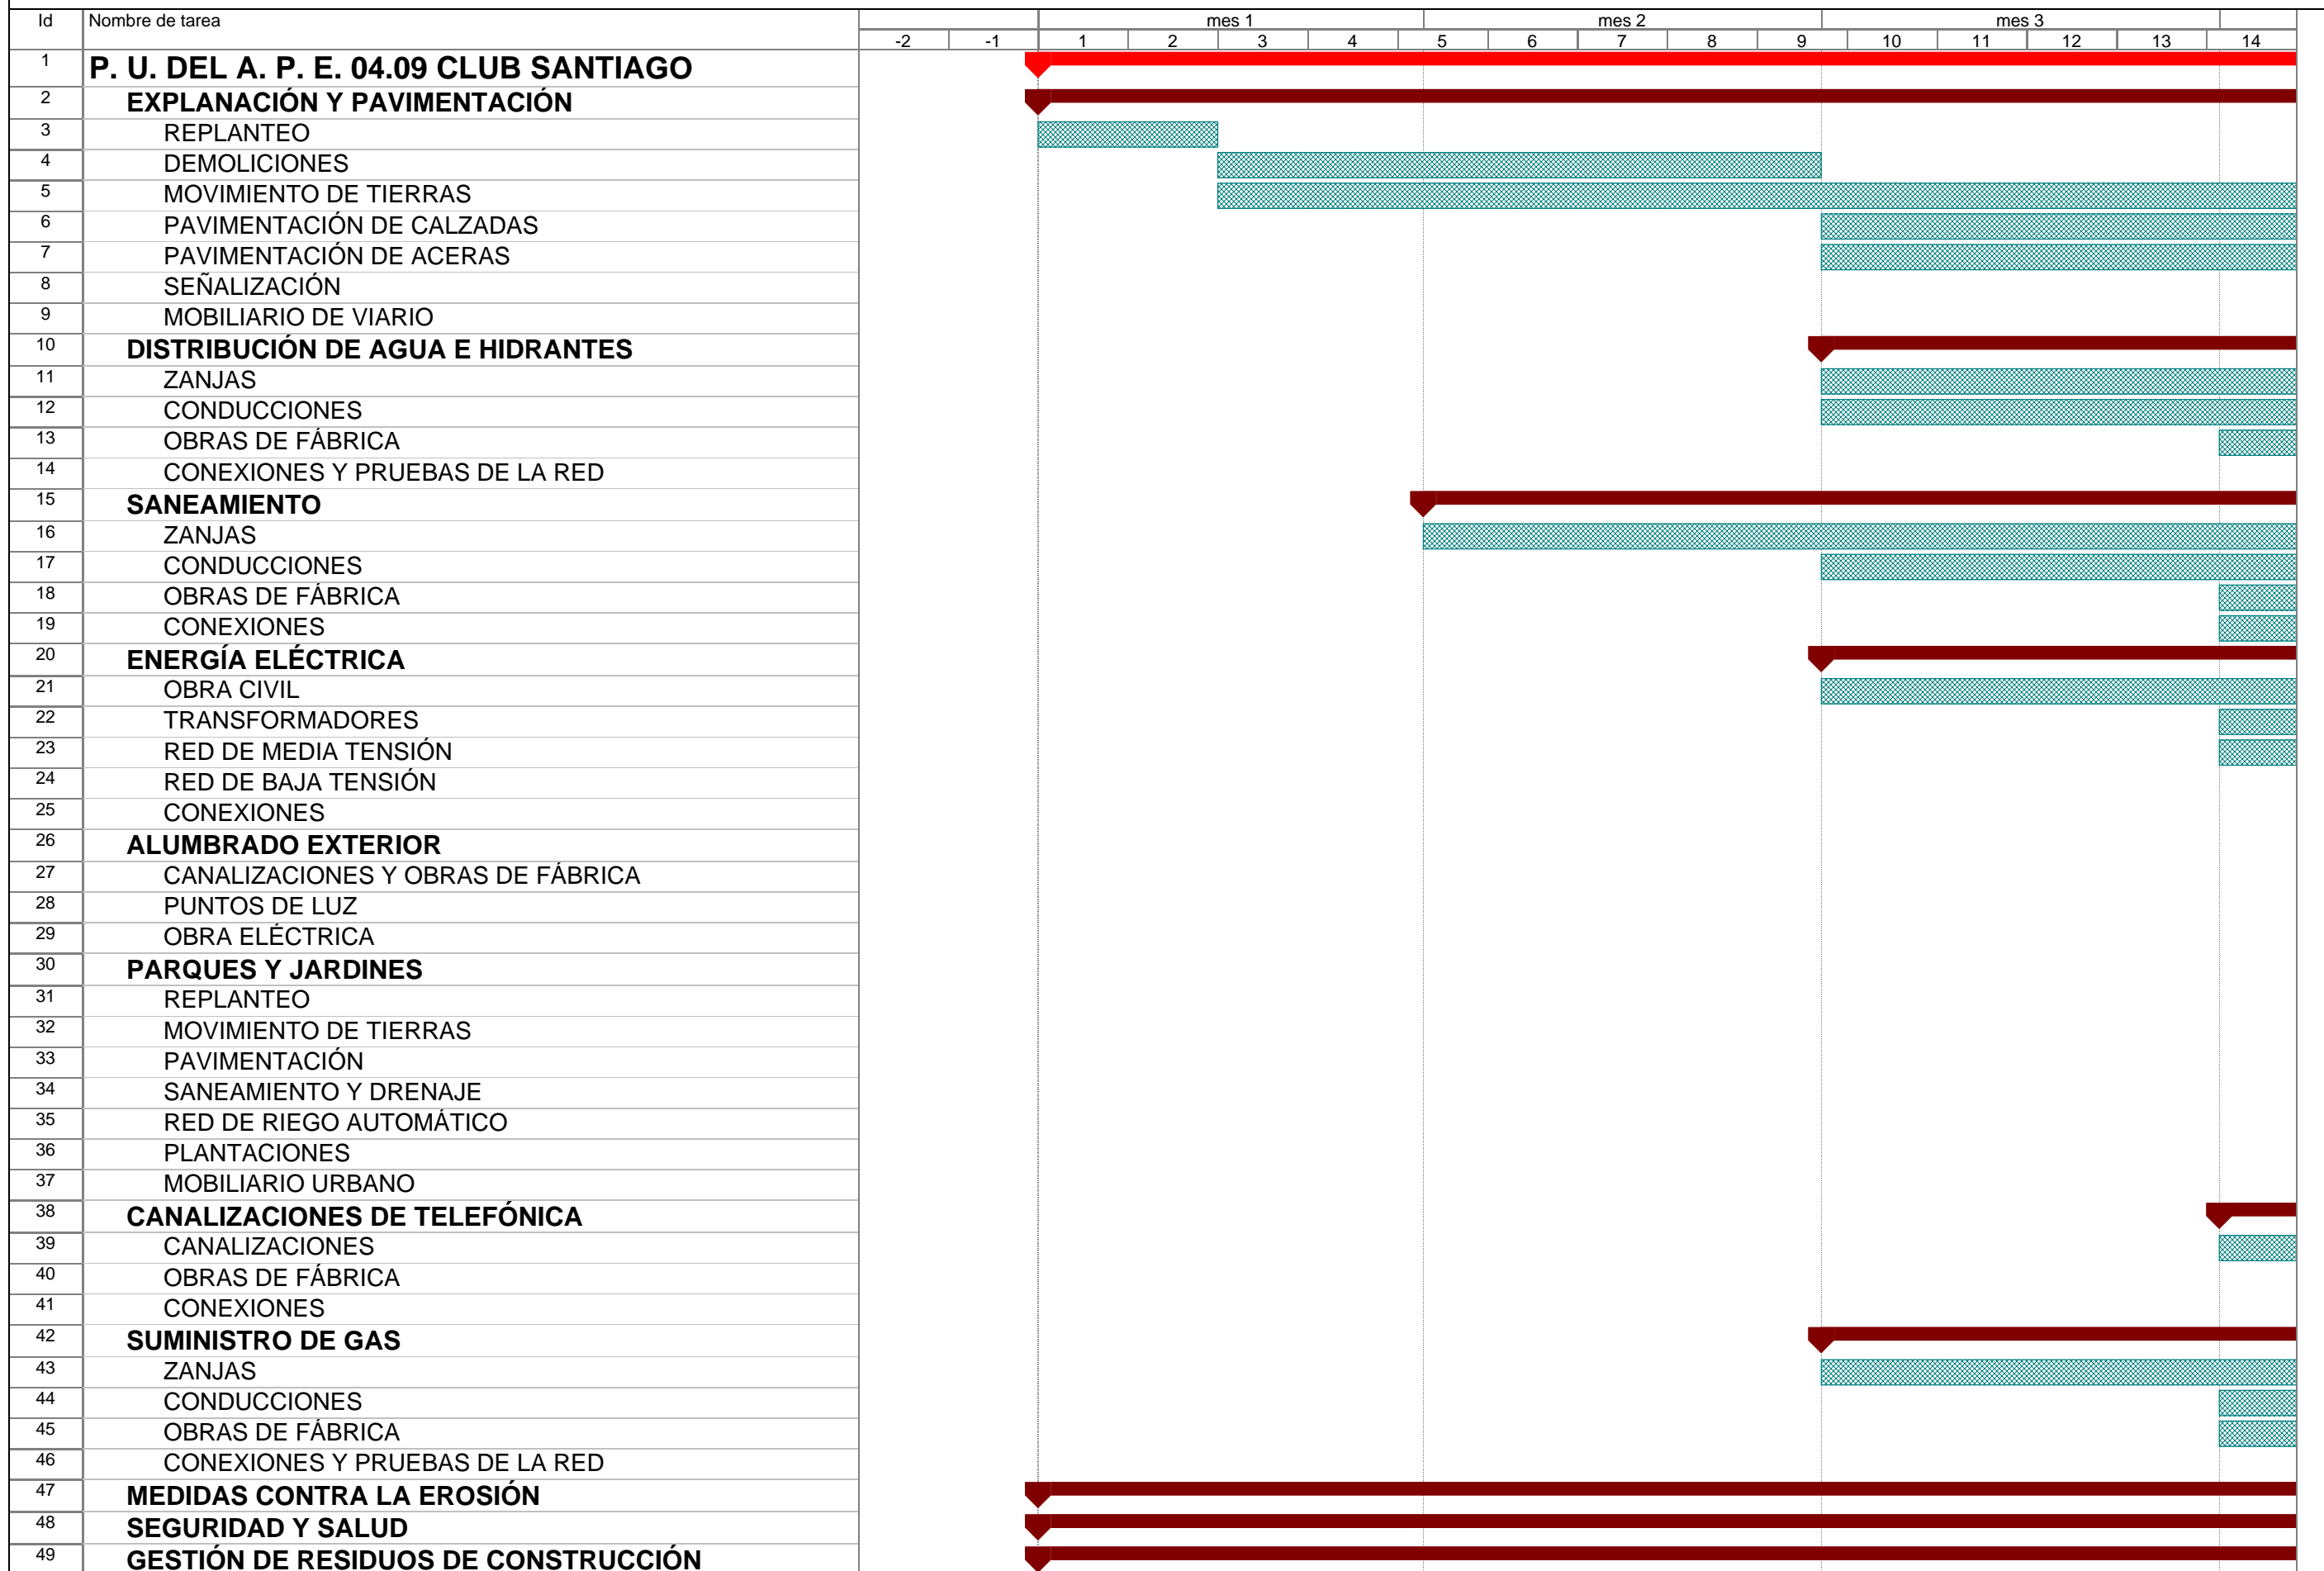 Id Nombre de tarea mes 1 mes 2 mes 3
-2 -1 1 2 3 4 5 6 7 8 9 10 11 12 13 14
1 P. U. DEL A. P. E. 04.09 CLUB SANTIAGO
2 EXPLANACIÓN Y PAVIMENTACIÓN
3 REPLANTEO
4 DEMOLICIONES
5 MOVIMIENTO DE TIERRAS
6 PAVIMENTACIÓN DE CALZADAS
7 PAVIMENTACIÓN DE ACERAS
8 SEÑALIZACIÓN
9 MOBILIARIO DE VIARIO
10 DISTRIBUCIÓN DE AGUA E HIDRANTES
11 ZANJAS
12 CONDUCCIONES
13 OBRAS DE FÁBRICA
14 CONEXIONES Y PRUEBAS DE LA RED
15 SANEAMIENTO
16 ZANJAS
17 CONDUCCIONES
18 OBRAS DE FÁBRICA
19 CONEXIONES
20 ENERGÍA ELÉCTRICA
21 OBRA CIVIL
22 TRANSFORMADORES
23 RED DE MEDIA TENSIÓN
24 RED DE BAJA TENSIÓN
25 CONEXIONES
26 ALUMBRADO EXTERIOR
27 CANALIZACIONES Y OBRAS DE FÁBRICA
28 PUNTOS DE LUZ
29 OBRA ELÉCTRICA
30 PARQUES Y JARDINES
31 REPLANTEO
32 MOVIMIENTO DE TIERRAS
33 PAVIMENTACIÓN
34 SANEAMIENTO Y DRENAJE
35 RED DE RIEGO AUTOMÁTICO
36 PLANTACIONES
37 MOBILIARIO URBANO
38 CANALIZACIONES DE TELEFÓNICA
39 CANALIZACIONES
40 OBRAS DE FÁBRICA
41 CONEXIONES
42 SUMINISTRO DE GAS
43 ZANJAS
44 CONDUCCIONES
45 OBRAS DE FÁBRICA
46 CONEXIONES Y PRUEBAS DE LA RED
47 MEDIDAS CONTRA LA EROSIÓN
48 SEGURIDAD Y SALUD
49 GESTIÓN DE RESIDUOS DE CONSTRUCCIÓN